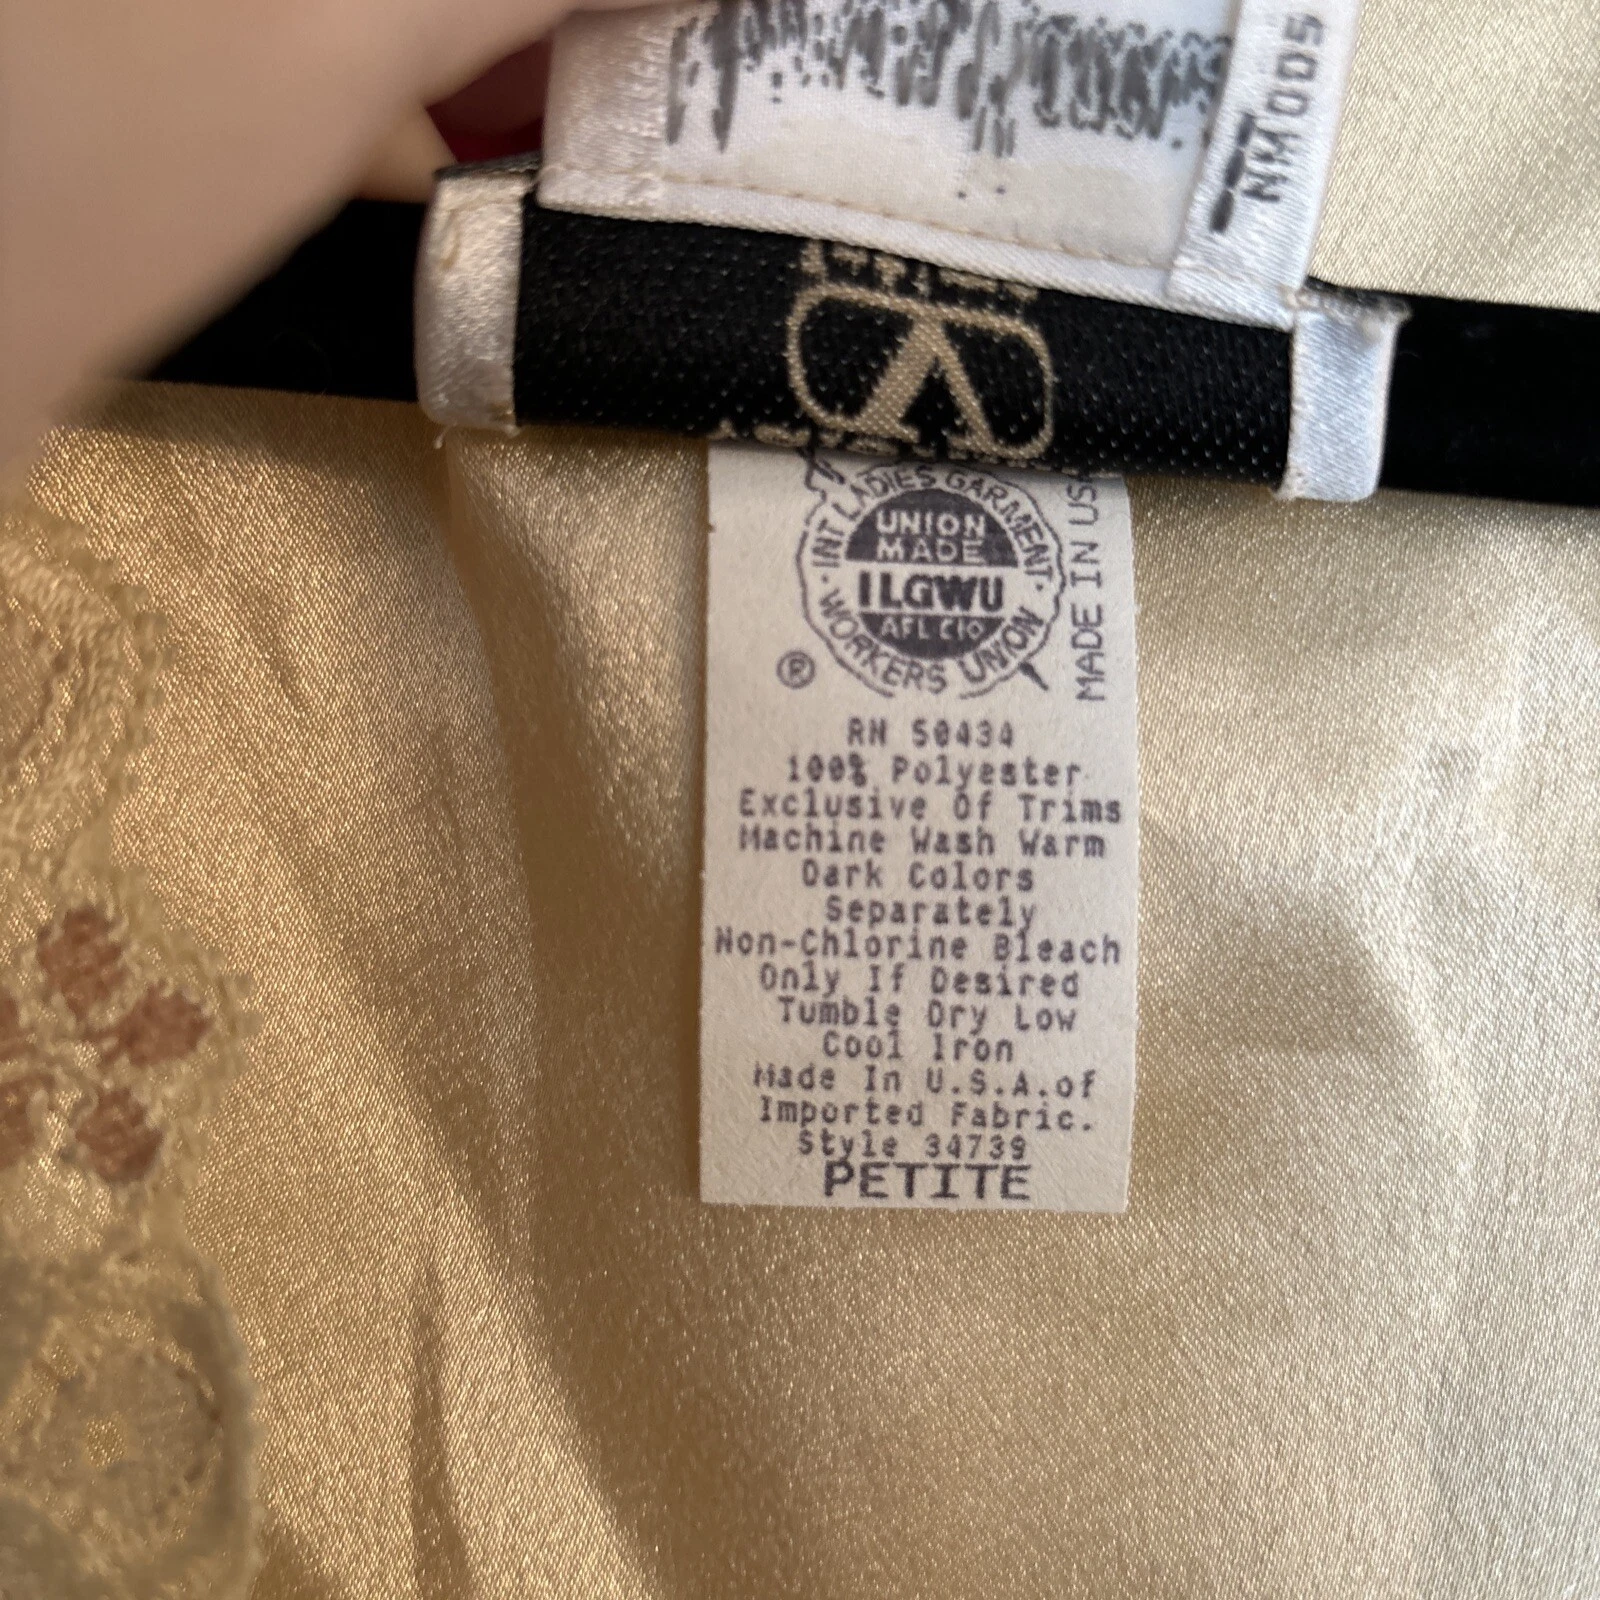 NM005
INT LADIES GARMENT
WORKERS UNION
UNION
MADE
ILGWU
AFL CIO
®
MADE IN USA
RN 50434
100% Polyester
Exclusive Of Trims
Machine Wash Warm
Dark Colors
Separately
Non-Chlorine Bleach
Only If Desired
Tumble Dry Low
Cool Iron
Made In U.S.A.of
Imported Fabric.
Style 34739
PETITE